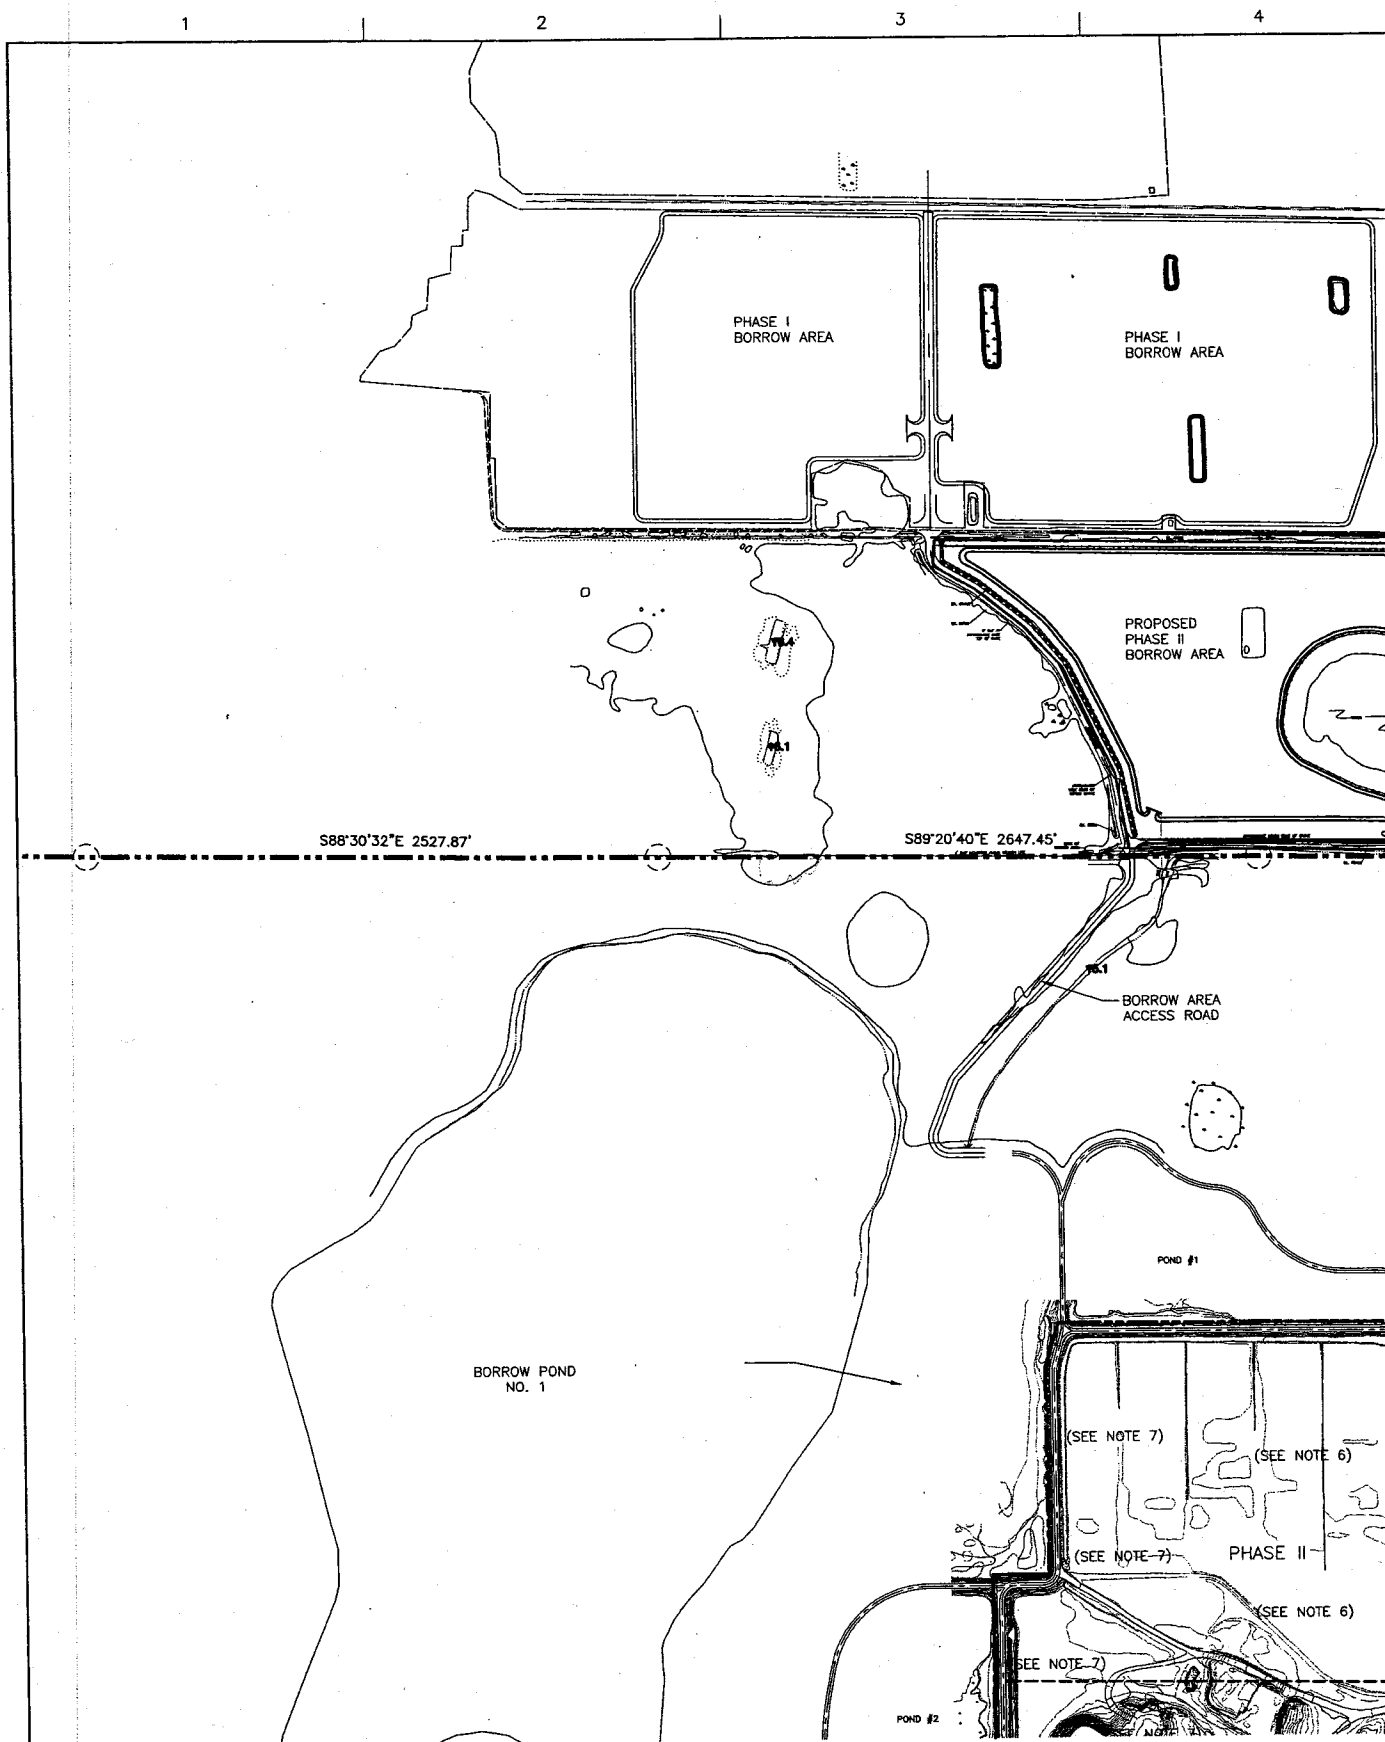 1
2
3
4
PHASE I
BORROW AREA
PHASE I
BORROW AREA
PROPOSED
PHASE II
BORROW AREA
S88°30'32"E 2527.87'
S89°20'40"E 2647.45'
BORROW AREA
ACCESS ROAD
POND #1
BORROW POND
NO. 1
(SEE NOTE 7)
(SEE NOTE 6)
(SEE NOTE 7)
PHASE II
(SEE NOTE 6)
SEE NOTE 7)
POND #2